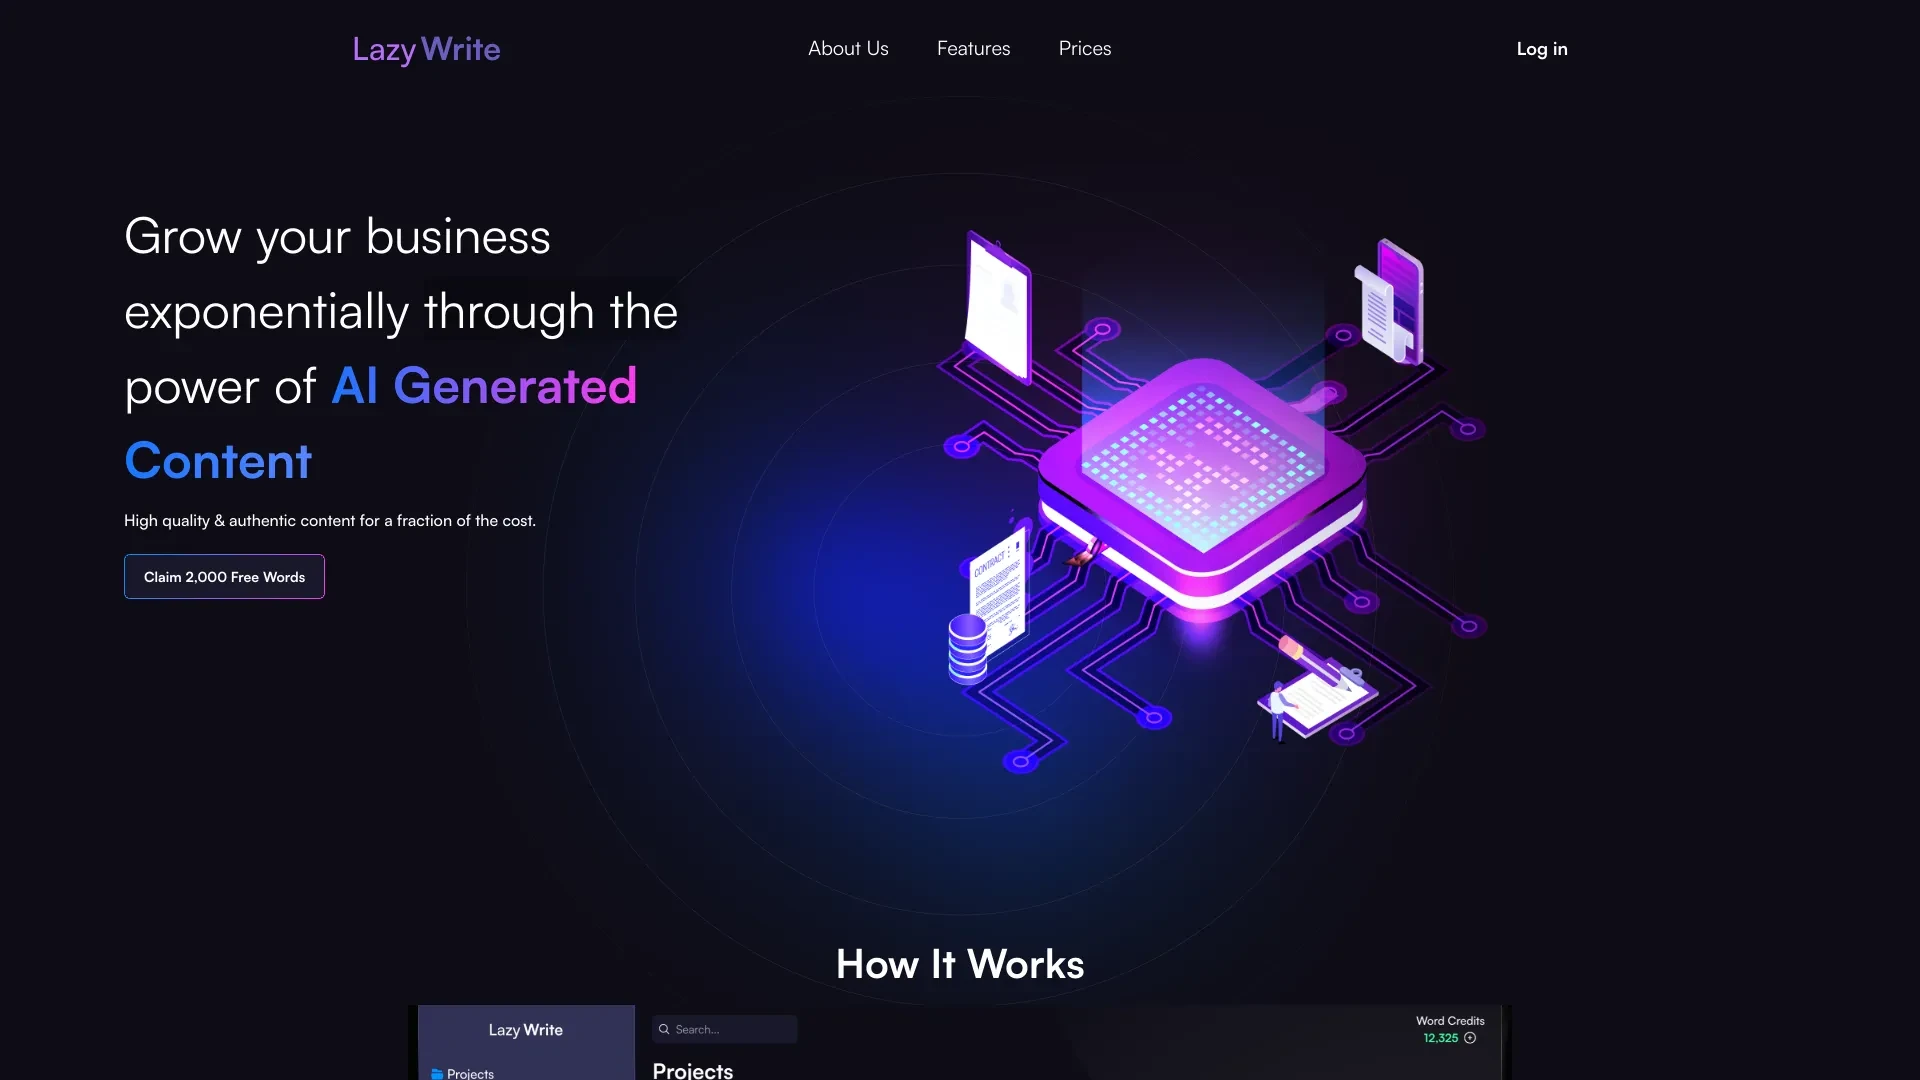 Lazy Write
About Us
Features
Prices
Log in
Grow your business
exponentially through the
power of AI Generated
Content
High quality & authentic content for a fraction of the cost.
Claim 2,000 Free Words
CONTRACT
How It Works
Lazy Write
Search...
Word Credits
12,325
Projects
Projects